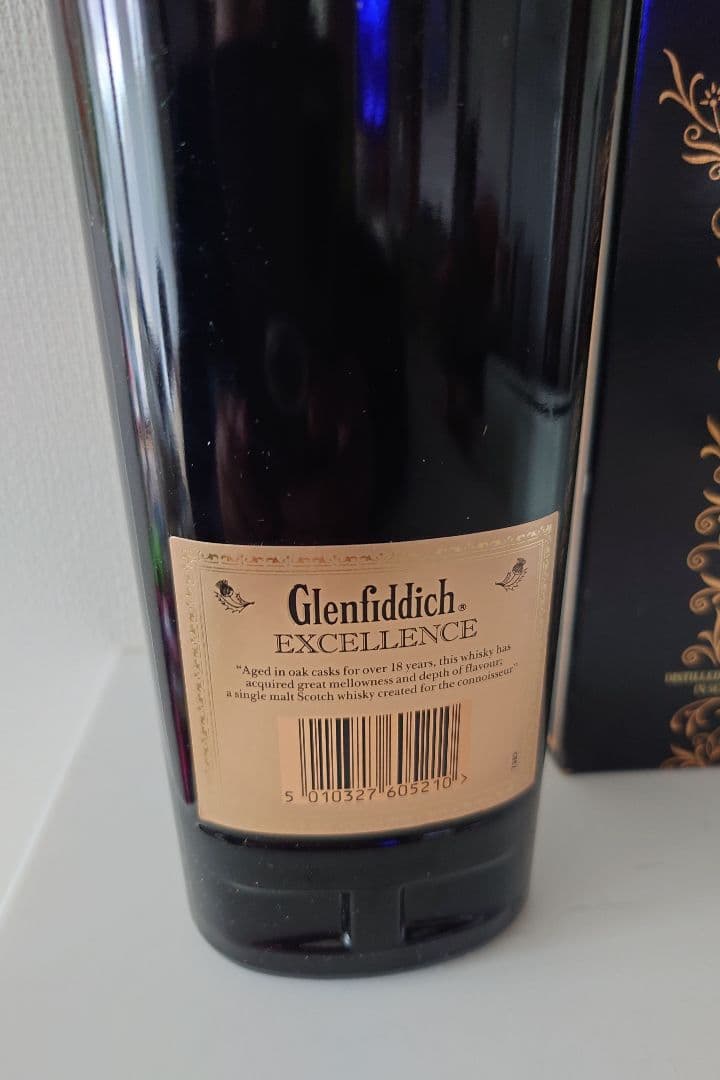 Glenfiddich®
EXCELLENCE
"Aged in oak casks for over 18 years, this whisky has
acquired great mellowness and depth of flavour;
a single malt Scotch whisky created for the connoisseur"
5 010327 605210 >
DISTILLED